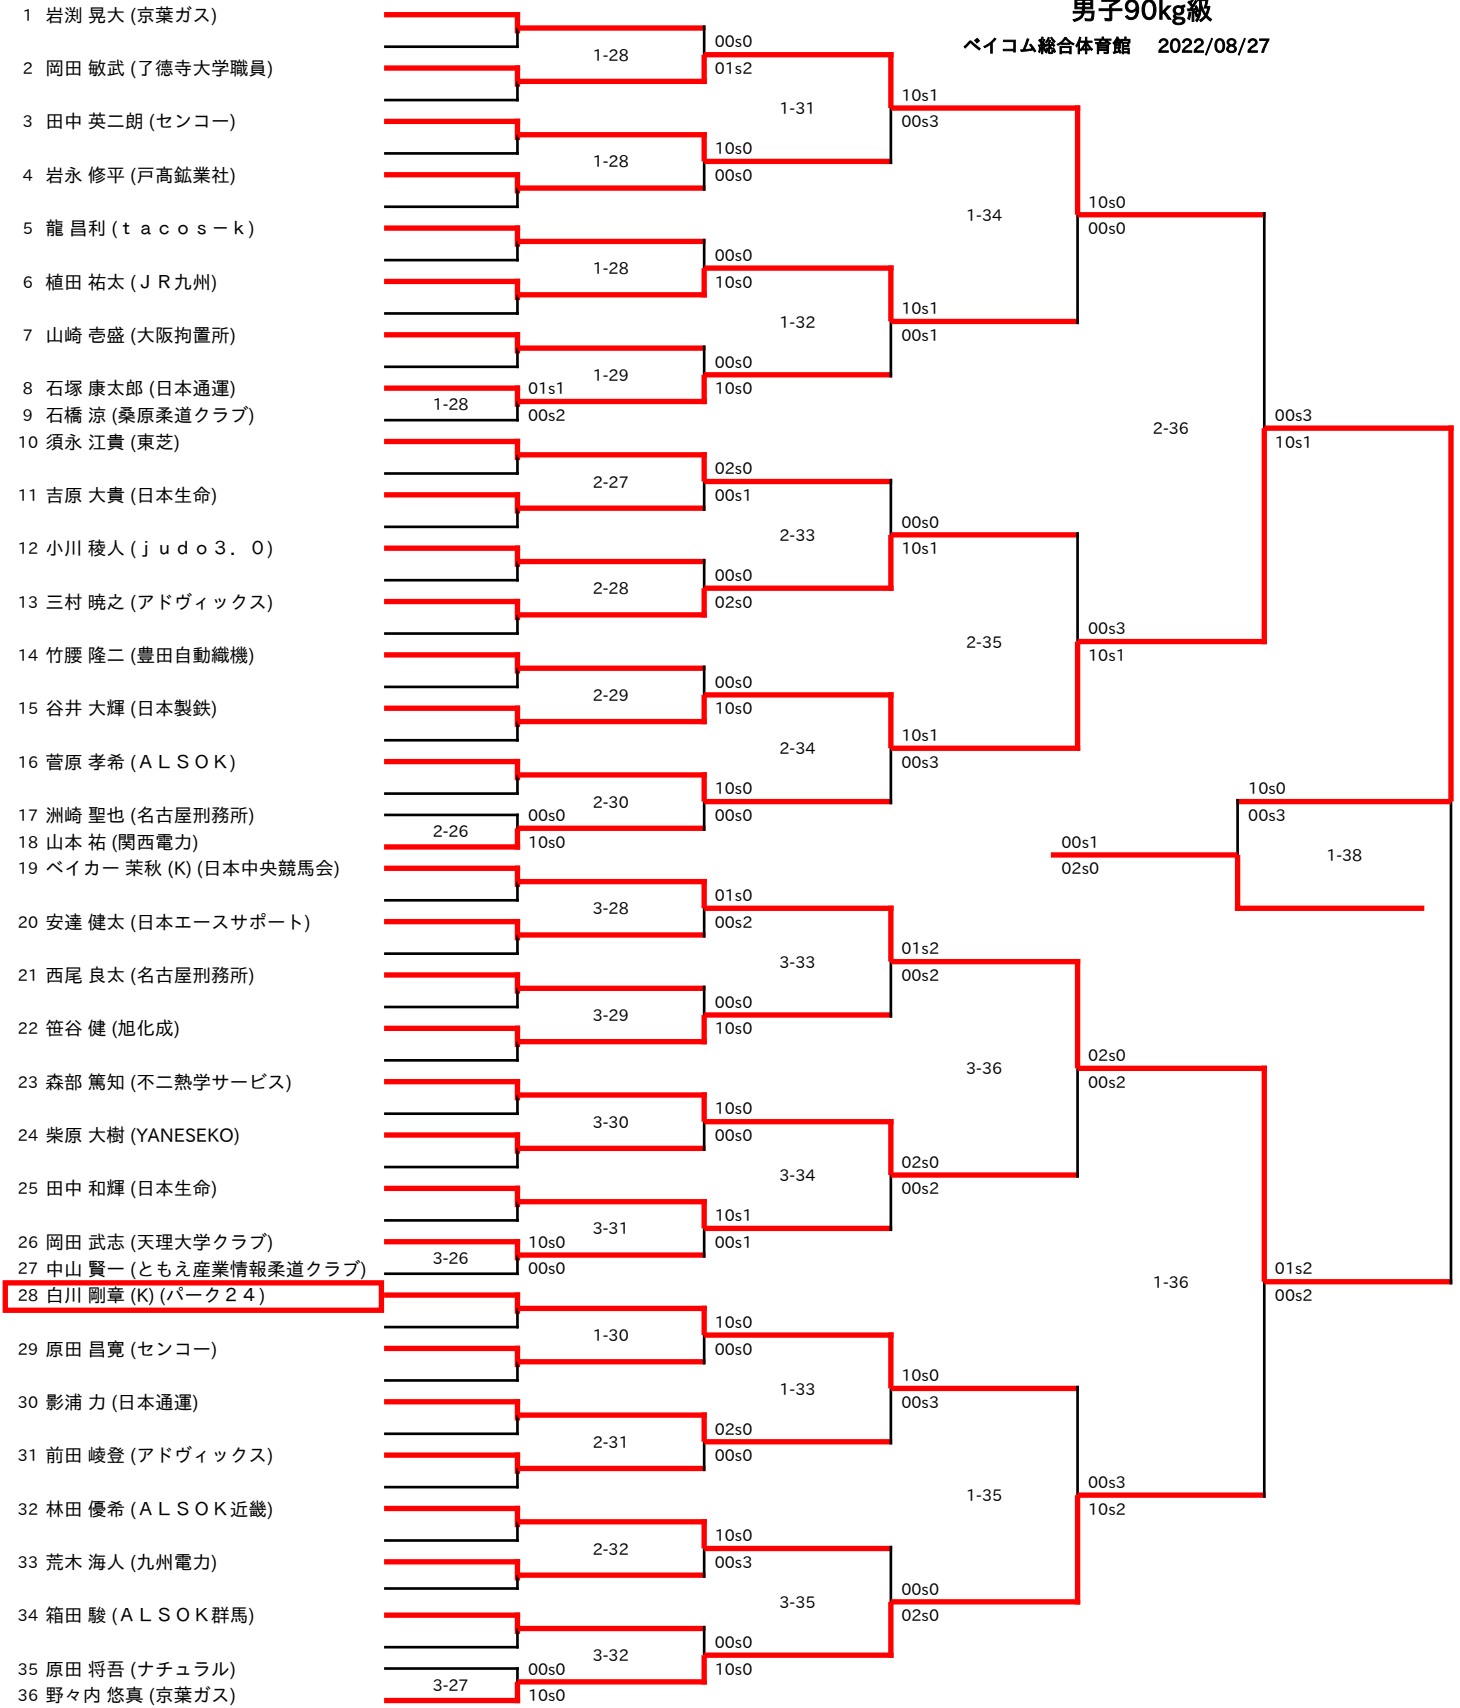 男子90kg級
ベイコム総合体育館 2022/08/27
1 岩渕 晃大 (京葉ガス)
2 岡田 敏武 (了德寺大学職員)
3 田中 英二朗 (センコー)
4 岩永 修平 (戸髙鉱業社)
5 龍 昌利 (ｔａｃｏｓ－ｋ)
6 植田 祐太 (ＪＲ九州)
7 山崎 壱盛 (大阪拘置所)
8 石塚 康太郎 (日本通運)
9 石橋 涼 (桑原柔道クラブ)
10 須永 江貴 (東芝)
11 吉原 大貴 (日本生命)
12 小川 稜人 (ｊｕｄｏ３．０)
13 三村 暁之 (アドヴィックス)
14 竹腰 隆二 (豊田自動織機)
15 谷井 大輝 (日本製鉄)
16 菅原 孝希 (ＡＬＳＯＫ)
17 洲崎 聖也 (名古屋刑務所)
18 山本 祐 (関西電力)
19 ベイカー 茉秋 (K) (日本中央競馬会)
20 安達 健太 (日本エースサポート)
21 西尾 良太 (名古屋刑務所)
22 笹谷 健 (旭化成)
23 森部 篤知 (不二熱学サービス)
24 柴原 大樹 (YANESEKO)
25 田中 和輝 (日本生命)
26 岡田 武志 (天理大学クラブ)
27 中山 賢一 (ともえ産業情報柔道クラブ)
28 白川 剛章 (K) (パーク２４)
29 原田 昌寛 (センコー)
30 影浦 力 (日本通運)
31 前田 崚登 (アドヴィックス)
32 林田 優希 (ＡＬＳＯＫ近畿)
33 荒木 海人 (九州電力)
34 箱田 駿 (ＡＬＳＯＫ群馬)
35 原田 将吾 (ナチュラル)
36 野々内 悠真 (京葉ガス)
1-28
01s1
00s2
2-26
00s0
10s0
3-26
10s0
00s0
3-27
00s0
10s0
1-28
00s0
01s2
1-28
10s0
00s0
1-28
00s0
10s0
1-29
00s0
10s0
2-27
02s0
00s1
2-28
00s0
02s0
2-29
00s0
10s0
2-30
10s0
00s0
3-28
01s0
00s2
3-29
00s0
10s0
3-30
10s0
00s0
3-31
10s1
00s1
1-30
10s0
00s0
2-31
02s0
00s0
2-32
10s0
00s3
3-32
00s0
10s0
1-31
10s1
00s3
1-32
10s1
00s1
2-33
00s0
10s1
2-34
10s1
00s3
3-33
01s2
00s2
3-34
02s0
00s2
1-33
10s0
00s3
3-35
00s0
02s0
1-34
10s0
00s0
2-35
00s3
10s1
3-36
02s0
00s2
1-35
00s3
10s2
2-36
00s3
10s1
1-36
01s2
00s2
10s0
00s3
1-38
00s1
02s0